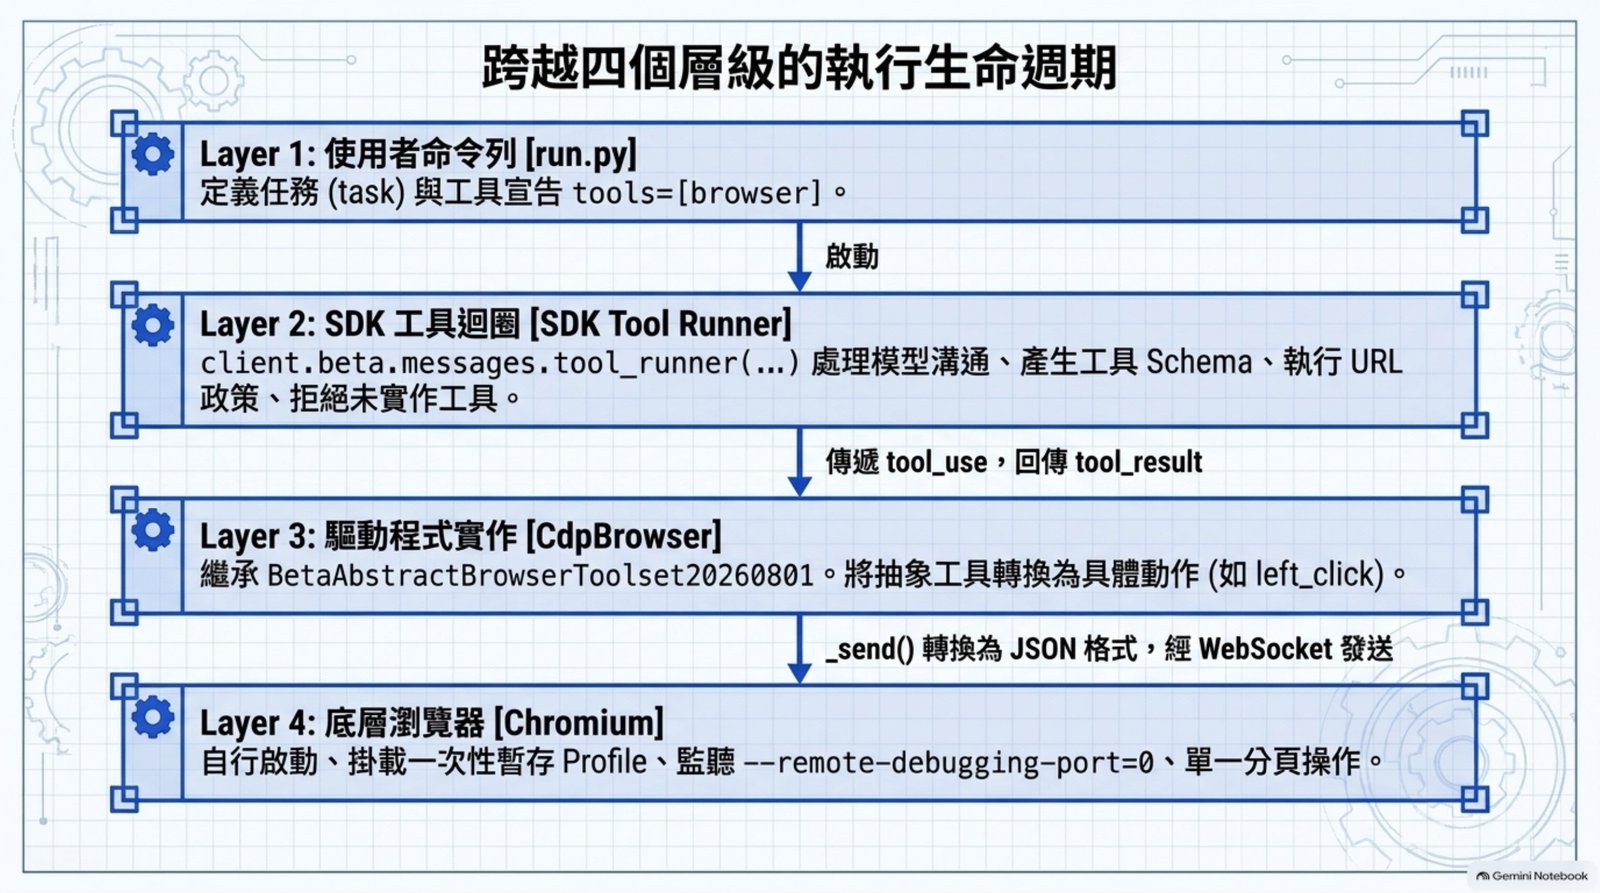 跨越四個層級的執行生命週期
Layer 1: 使用者命令列 [run.py]
定義任務 (task) 與工具宣告 tools=[browser]。
啟動
Layer 2: SDK 工具迴圈 [SDK Tool Runner]
client.beta.messages.tool_runner(...) 處理模型溝通、產生工具 Schema、執行 URL
政策、拒絕未實作工具。
傳遞 tool_use，回傳 tool_result
Layer 3: 驅動程式實作 [CdpBrowser]
繼承 BetaAbstractBrowserToolset20260801。將抽象工具轉換為具體動作 (如 left_click)。
_send() 轉換為 JSON 格式，經 WebSocket 發送
Layer 4: 底層瀏覽器 [Chromium]
自行啟動、掛載一次性暫存 Profile、監聽 --remote-debugging-port=0、單一分頁操作。
Gemini Notebook